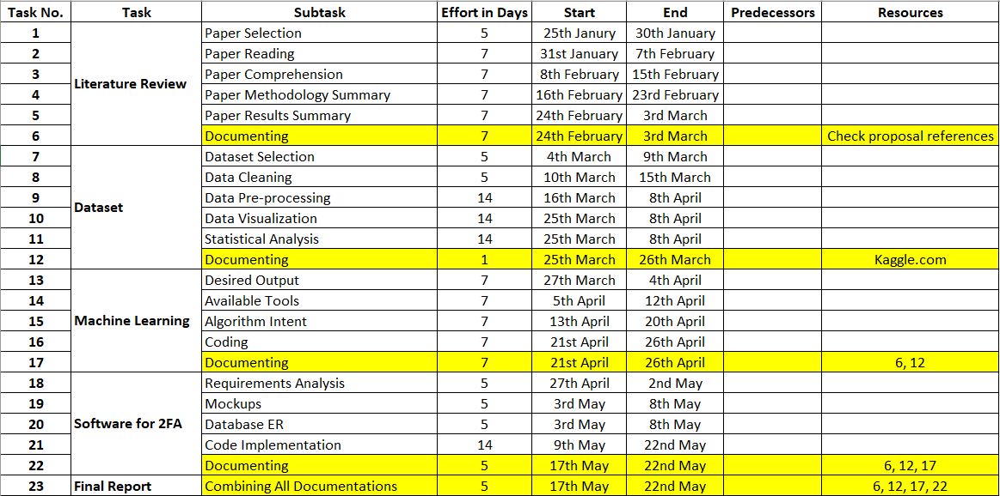 Task No. Task Subtask Effort in Days Start End Predecessors Resources
1 Paper Selection 5 25th Janury 30th January
2 Paper Reading 7 31st January 7th February
3 Paper Comprehension 7 8th February 15th February
Literature Review
4 Paper Methodology Summary 7 16th February 23rd February
5 Paper Results Summary 7 24th February 3rd March
6 Documenting 7 24th February 3rd March Check proposal references
7 Dataset Selection 5 4th March 9th March
8 Data Cleaning 5 10th March 15th March
9 Data Pre-processing 14 16th March 8th April
Dataset
10 Data Visualization 14 25th March 8th April
11 Statistical Analysis 14 25th March 8th April
12 Documenting 1 25th March 26th March Kaggle.com
13 Desired Output 7 27th March 4th April
14 Available Tools 7 5th April 12th April
15 Machine Learning Algorithm Intent 7 13th April 20th April
16 Coding 7 21st April 26th April
17 Documenting 7 21st April 26th April 6, 12
18 Requirements Analysis 5 27th April 2nd May
19 Mockups 5 3rd May 8th May
20 Software for 2FA Database ER 5 3rd May 8th May
21 Code Implementation 14 9th May 22nd May
22 Documenting 5 17th May 22nd May 6, 12, 17
23 Final Report Combining All Documentations 5 17th May 22nd May 6, 12, 17, 22